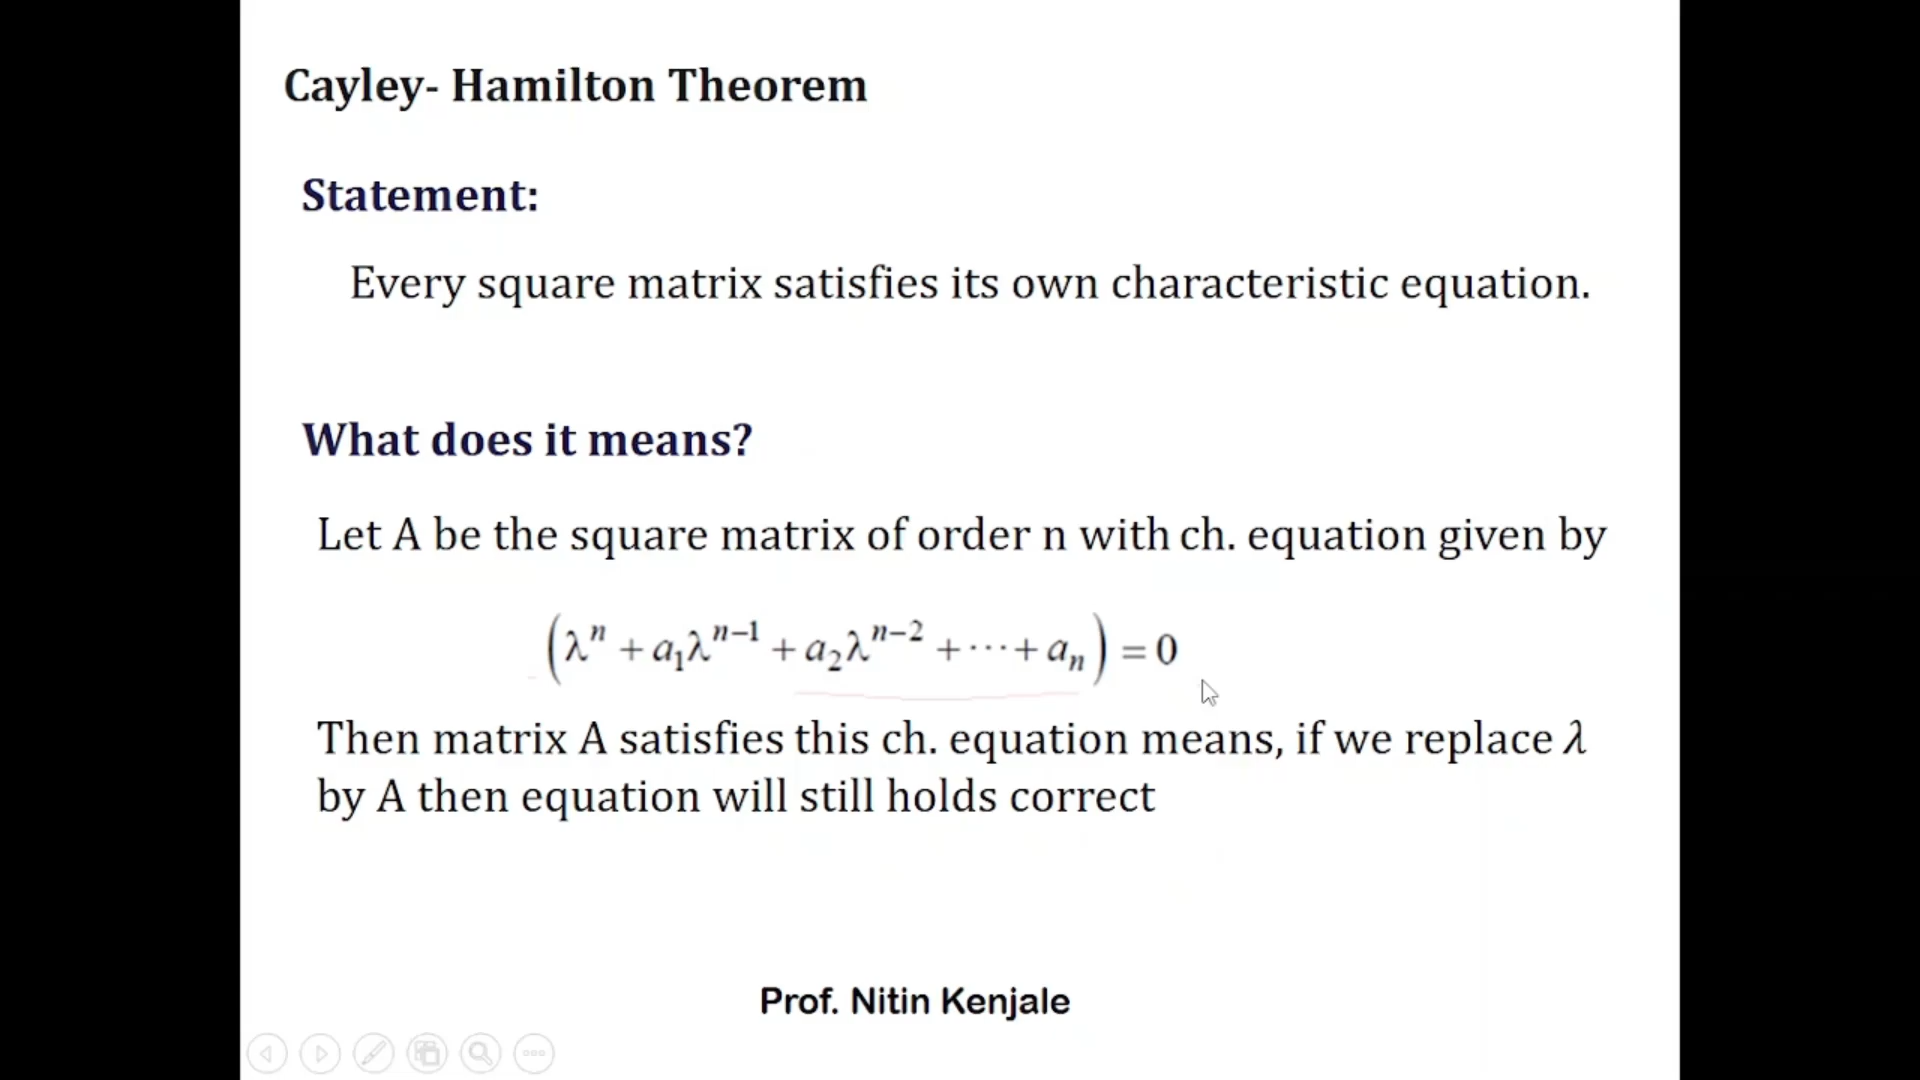 Cayley- Hamilton Theorem
Statement:
Every square matrix satisfies its own characteristic equation.
What does it means?
Let A be the square matrix of order n with ch. equation given by
(λⁿ + a₁λⁿ⁻¹ + a₂λⁿ⁻² + ⋯ + aₙ) = 0
Then matrix A satisfies this ch. equation means, if we replace λ
by A then equation will still holds correct
Prof. Nitin Kenjale